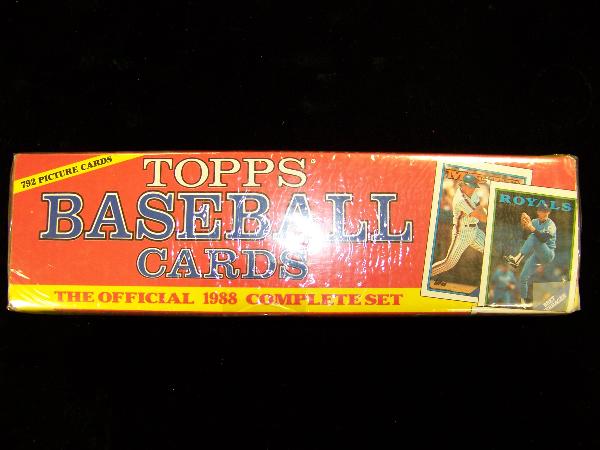 792 PICTURE CARDS
TOPPS®
BASEBALL
CARDS
THE OFFICIAL 1988 COMPLETE SET
ROYALS